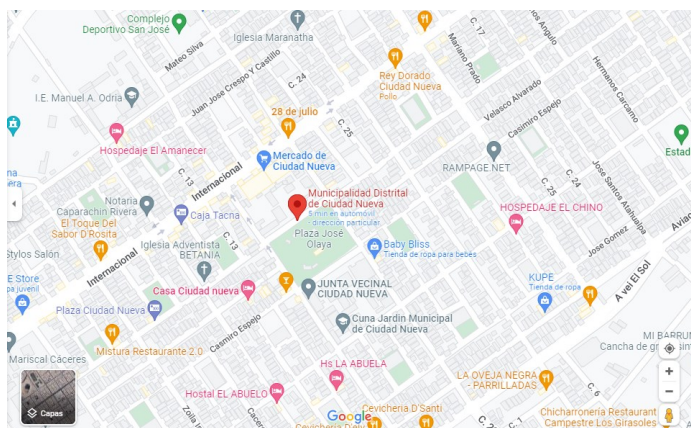 Complejo
Deportivo San José
Iglesia Maranatha
C. 17
Mateo Silva
Mariano Prado
Hermanos Carcamo
Rey Dorado
Ciudad Nueva
Pollo
C. 24
I.E. Manuel A. Odria
Juan Jose Crespo Y Castillo
Velasco Alvarado
28 de julio
C. 25
Casimiro Espejo
Hospedaje El Amanecer
Mercado de
Ciudad Nueva
Estad
C. 13
Internacional
RAMPAGE.NET
C. 24
Jose Santos Atahualpa
Notaria
Caparachin Rivera
Municipalidad Distrital
de Ciudad Nueva
5 min en automóvil
dirección particular
C. 25
El Toque Del
Sabor D'Rosita
Caja Tacna
Plaza José
Olaya
HOSPEDAJE EL CHINO
Stylos Salón
Iglesia Adventista
BETANIA
C. 13
Baby Bliss
Tienda de ropa para bebés
Jose Gomez
Internacional
E Store
pa juvenil
Casa Ciudad nueva
JUNTA VECINAL
CIUDAD NUEVA
KUPE
Tienda de ropa
A vel El Sol
Plaza Ciudad Nueva
Cuna Jardin Municipal
de Ciudad Nueva
Casmiro Espejo
MI BARRUN
Cancha de
Mariscal Cáceres
Mistura Restaurante 2.0
Hs LA ABUELA
LA OVEJA NEGRA
- PARRILLADAS
C. 6
Capas
Hostal EL ABUELO
Google
Cevicheria D'Santi
Chicharronería Restaurant
Campestre Los Girasoles
C. 1